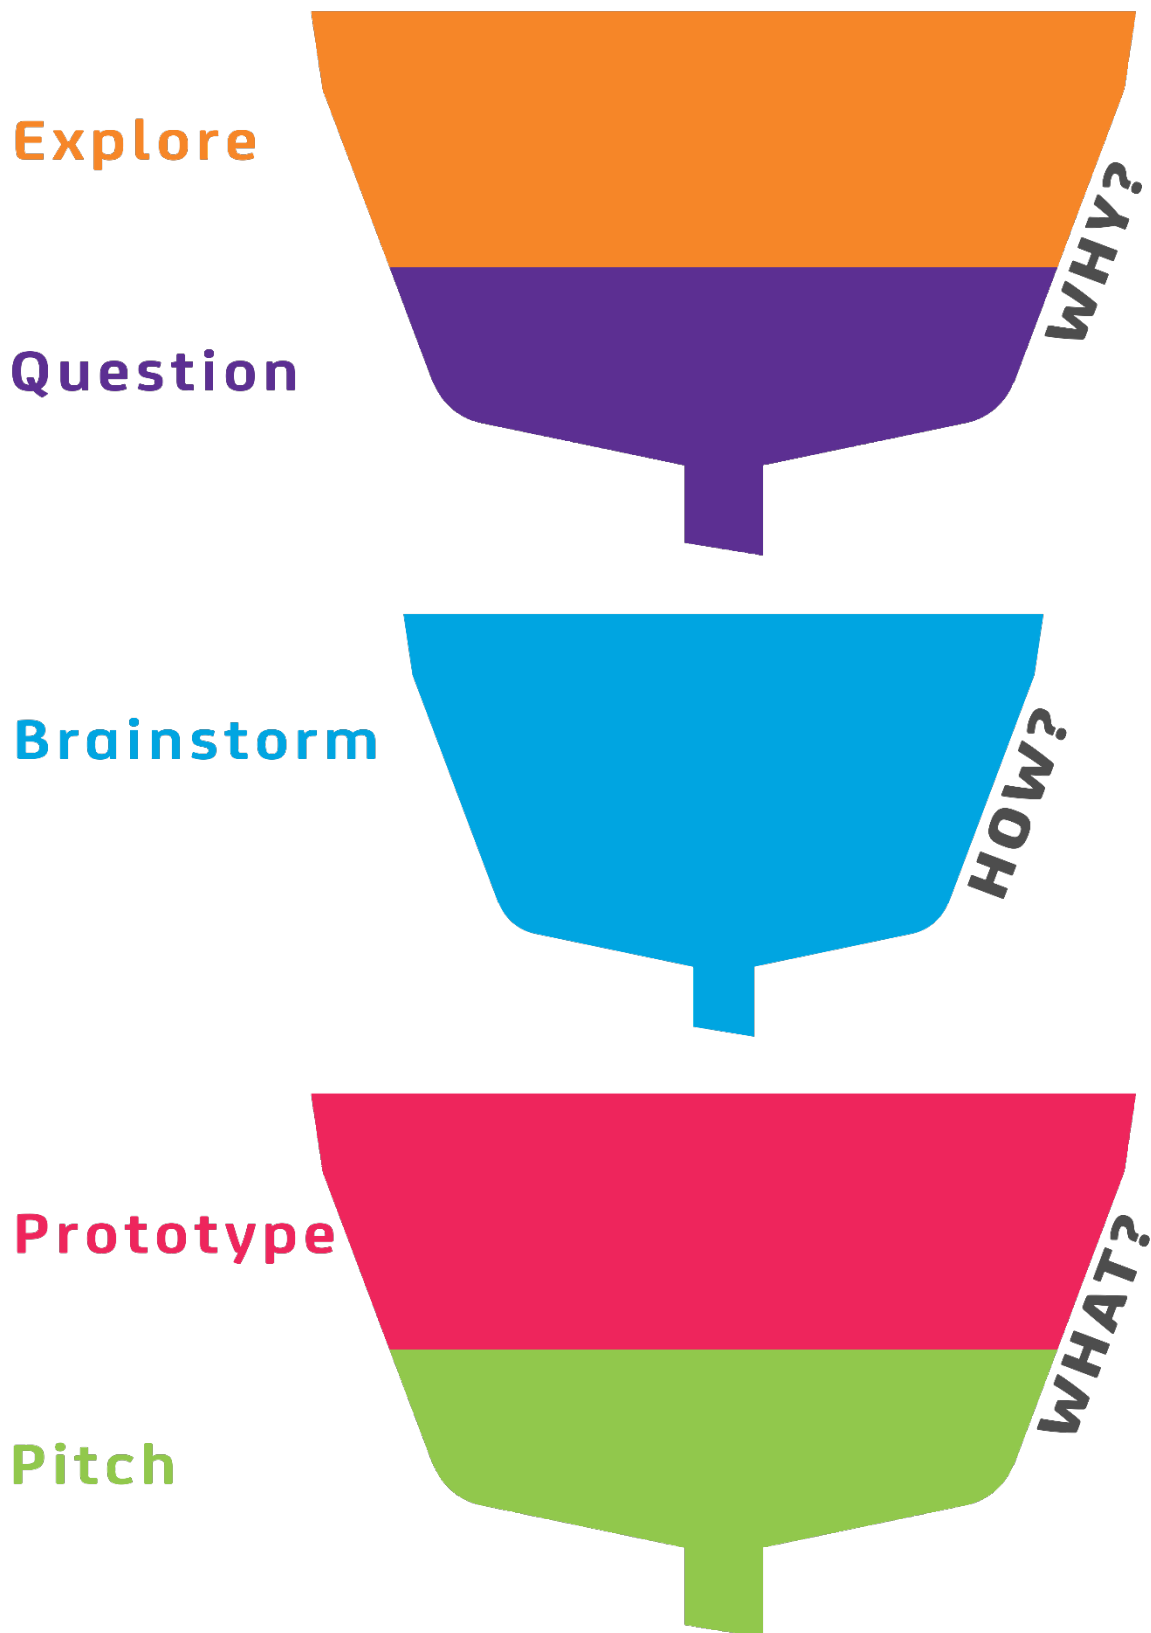 Explore
WHY?
Question
Brainstorm
HOW?
Prototype
WHAT?
Pitch